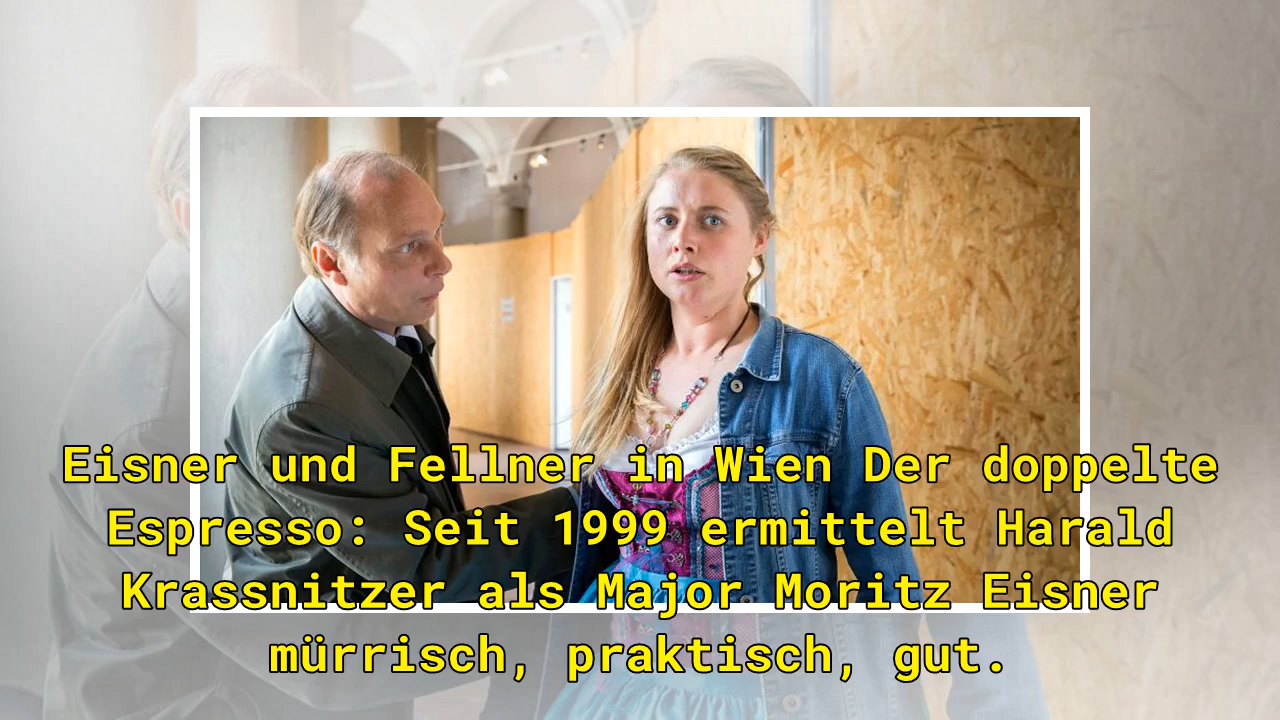 Eisner und Fellner in Wien Der doppelte
Espresso: Seit 1999 ermittelt Harald
Krassnitzer als Major Moritz Eisner
mürrisch, praktisch, gut.